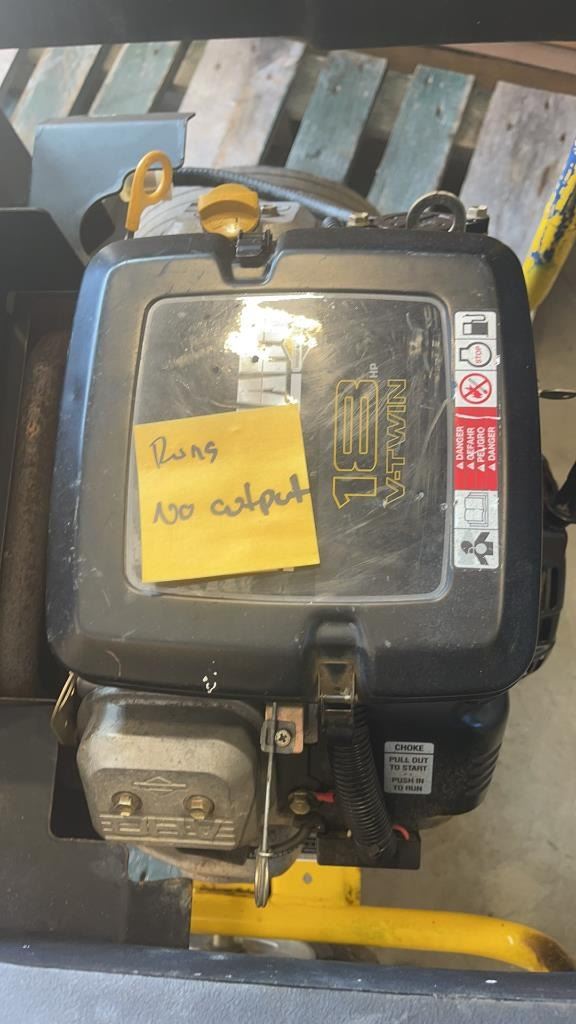 Runs
No output
18 HP
V-TWIN
STOP
▲ DANGER
▲ GEFAHR
▲ PELIGRO
▲ DANGER
CHOKE
PULL OUT
TO START
PUSH IN
TO RUN